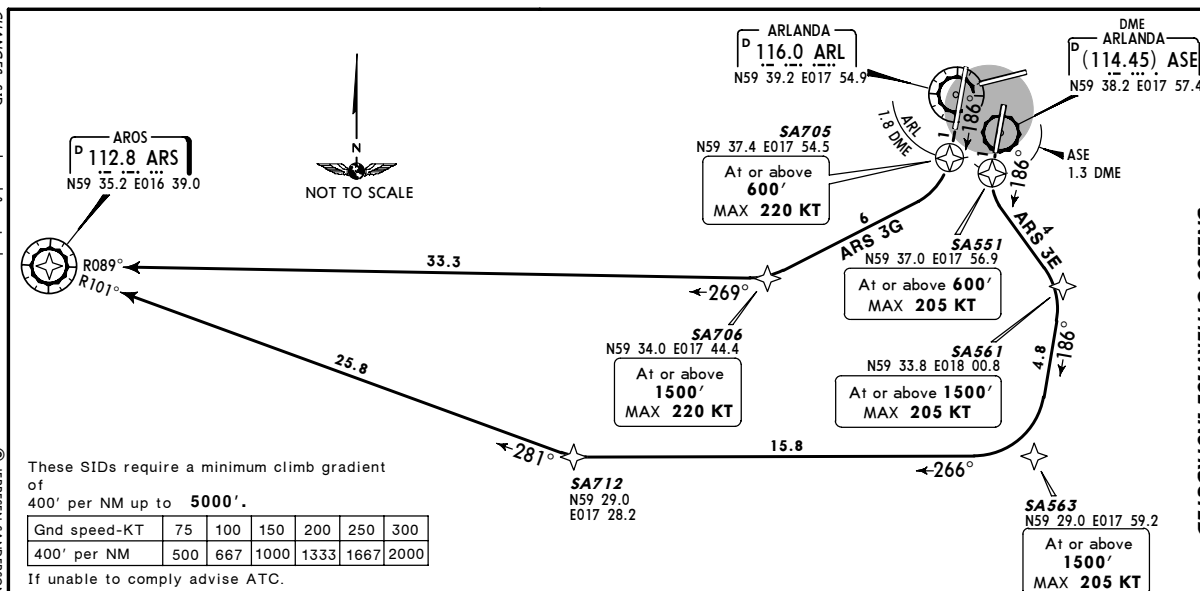 ARLANDA
D 116.0 ARL
N59 39.2 E017 54.9
DME
ARLANDA
D (114.45) ASE
N59 38.2 E017 57.4
AROS
D 112.8 ARS
N59 35.2 E016 39.0
N
NOT TO SCALE
ARL
1.8 DME
1
186°
1
186°
ASE
1.3 DME
SA705
N59 37.4 E017 54.5
At or above
600'
MAX 220 KT
6
ARS 3G
4
ARS 3E
SA551
N59 37.0 E017 56.9
At or above 600'
MAX 205 KT
R089°
R101°
33.3
269°
SA706
N59 34.0 E017 44.4
At or above
1500'
MAX 220 KT
SA561
N59 33.8 E018 00.8
At or above 1500'
MAX 205 KT
4.8
186°
25.8
281°
15.8
266°
SA712
N59 29.0
E017 28.2
SA563
N59 29.0 E017 59.2
At or above
1500'
MAX 205 KT
These SIDs require a minimum climb gradient
of
400' per NM up to 5000'.
Gnd speed-KT 75 100 150 200 250 300
400' per NM 500 667 1000 1333 1667 2000
If unable to comply advise ATC.